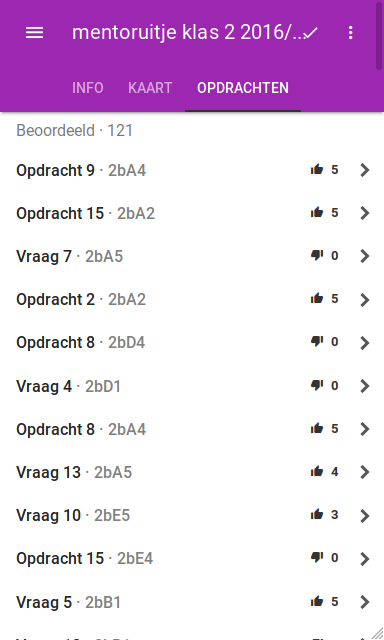 mentoruitje klas 2 2016/...
INFO KAART OPDRACHTEN
Beoordeeld · 121
Opdracht 9 · 2bA4 5
Opdracht 15 · 2bA2 5
Vraag 7 · 2bA5 0
Opdracht 2 · 2bA2 5
Opdracht 8 · 2bD4 0
Vraag 4 · 2bD1 0
Opdracht 8 · 2bA4 5
Vraag 13 · 2bA5 4
Vraag 10 · 2bE5 3
Opdracht 15 · 2bE4 0
Vraag 5 · 2bB1 5